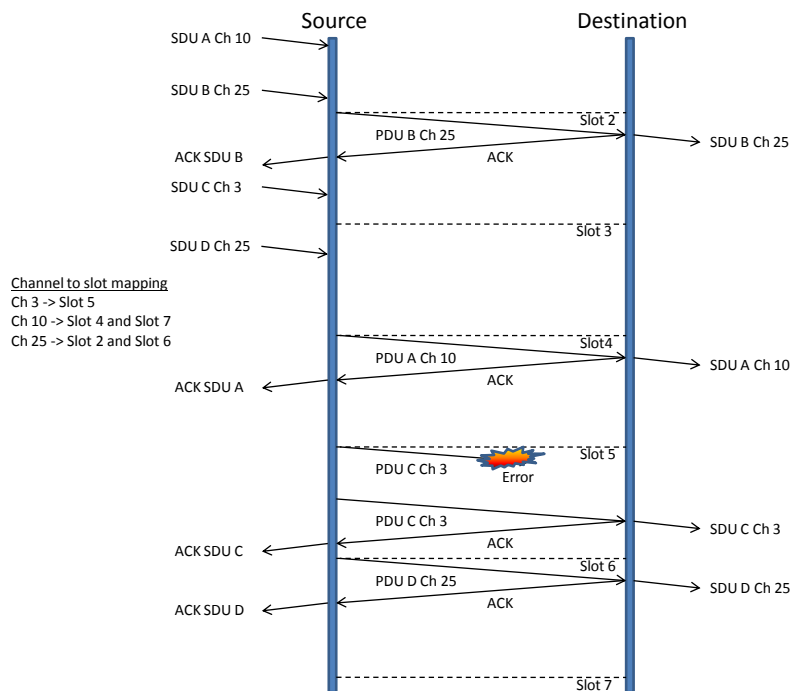 Source
Destination
SDU A Ch 10
SDU B Ch 25
Slot 2
PDU B Ch 25
SDU B Ch 25
ACK SDU B
ACK
SDU C Ch 3
Slot 3
SDU D Ch 25
Channel to slot mapping
Ch 3 -> Slot 5
Ch 10 -> Slot 4 and Slot 7
Ch 25 -> Slot 2 and Slot 6
Slot4
PDU A Ch 10
SDU A Ch 10
ACK SDU A
ACK
Slot 5
PDU C Ch 3
Error
PDU C Ch 3
SDU C Ch 3
ACK SDU C
ACK
Slot 6
PDU D Ch 25
SDU D Ch 25
ACK SDU D
ACK
Slot 7